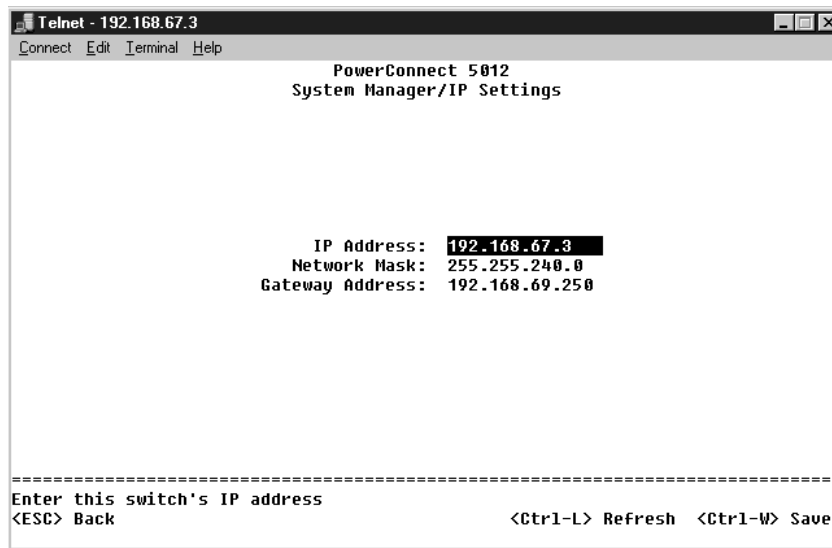 Telnet - 192.168.67.3
Connect Edit Terminal Help
PowerConnect 5012
System Manager/IP Settings
IP Address: 192.168.67.3
Network Mask: 255.255.240.0
Gateway Address: 192.168.69.250
================================================================================
Enter this switch's IP address
<ESC> Back <Ctrl-L> Refresh <Ctrl-W> Save